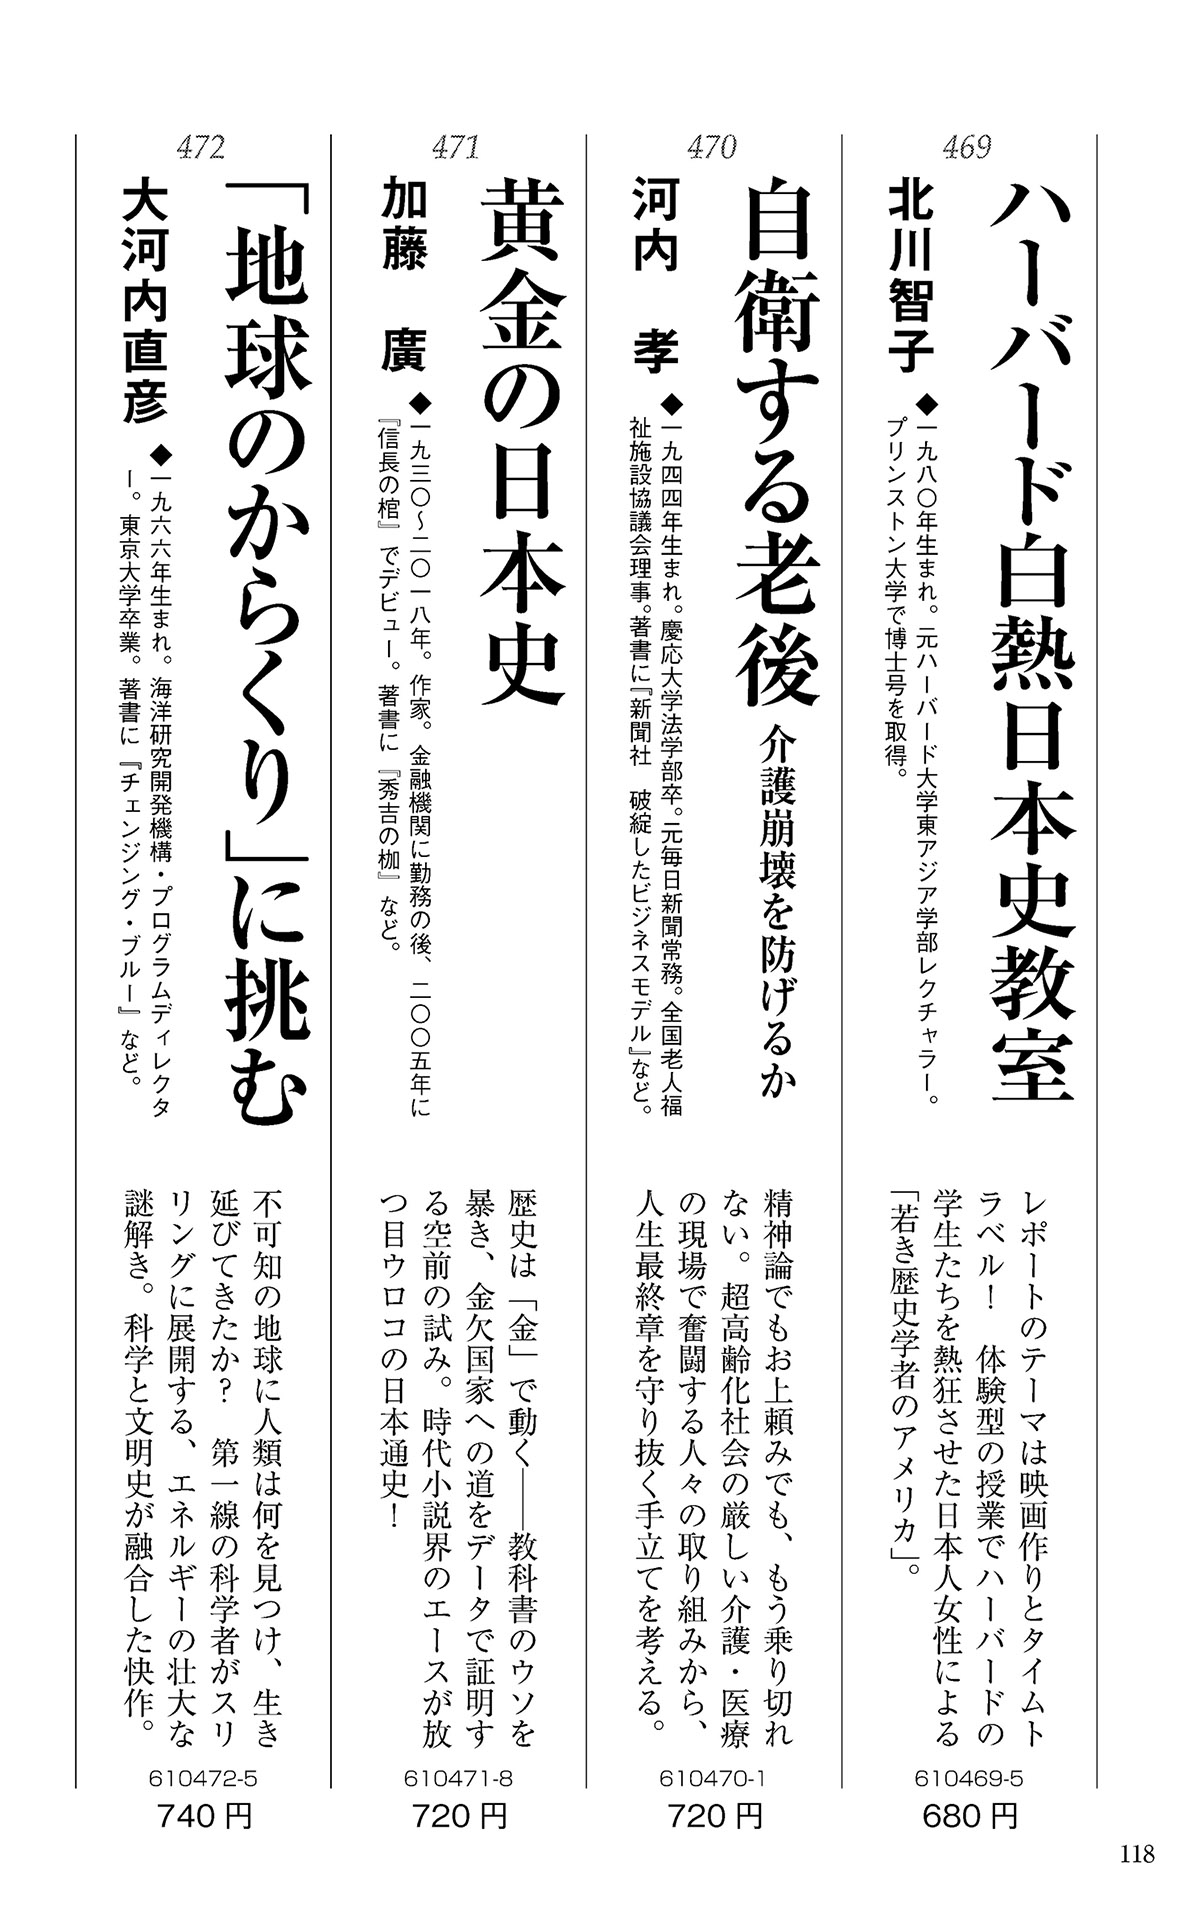 469
ハーバード白熱日本史教室
北川智子
◆一九八〇年生まれ。元ハーバード大学東アジア学部レクチャラー。
プリンストン大学で博士号を取得。
レポートのテーマは映画作りとタイムト
ラベル！　体験型の授業でハーバードの
学生たちを熱狂させた日本人女性による
「若き歴史学者のアメリカ」。
610469-5
680円
470
自衛する老後 介護崩壊を防げるか
河内　孝
◆一九四四年生まれ。慶応大学法学部卒。元毎日新聞常務。全国老人福
祉施設協議会理事。著書に『新聞社　破綻したビジネスモデル』など。
精神論でもお上頼みでも、もう乗り切れ
ない。超高齢化社会の厳しい介護・医療
の現場で奮闘する人々の取り組みから、
人生最終章を守り抜く手立てを考える。
610470-1
720円
471
黄金の日本史
加藤　廣
◆一九三〇〜二〇一八年。作家。金融機関に勤務の後、二〇〇五年に
『信長の棺』でデビュー。著書に『秀吉の枷』など。
歴史は「金」で動く――教科書のウソを
暴き、金欠国家への道をデータで証明す
る空前の試み。時代小説界のエースが放
つ目ウロコの日本通史！
610471-8
720円
472
「地球のからくり」に挑む
大河内直彦
◆一九六六年生まれ。海洋研究開発機構・プログラムディレクタ
ー。東京大学卒業。著書に『チェンジング・ブルー』など。
不可知の地球に人類は何を見つけ、生き
延びてきたか？　第一線の科学者がスリ
リングに展開する、エネルギーの壮大な
謎解き。科学と文明史が融合した快作。
610472-5
740円
118